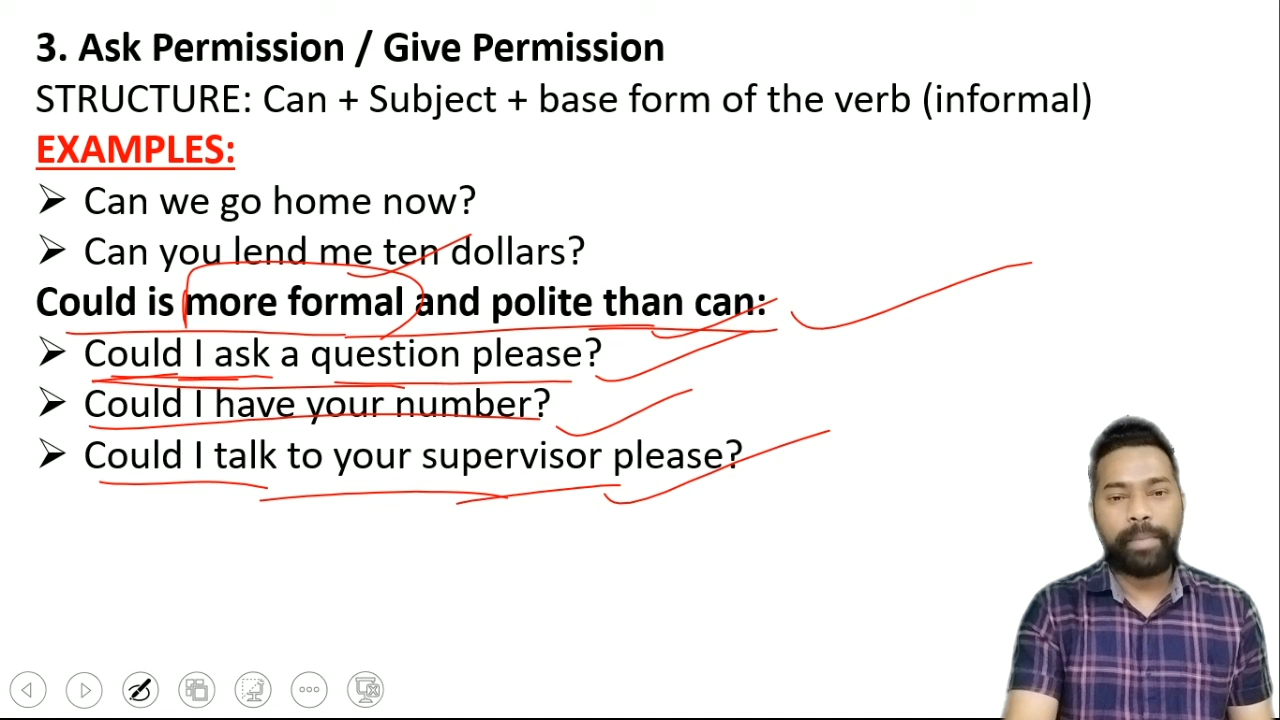 3. Ask Permission / Give Permission
STRUCTURE: Can + Subject + base form of the verb (informal)
EXAMPLES:
Can we go home now?
Can you lend me ten dollars?
Could is more formal and polite than can:
Could I ask a question please?
Could I have your number?
Could I talk to your supervisor please?